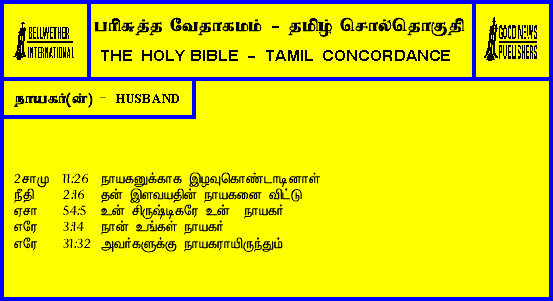 BELLWETHER
INTERNATIONAL
பரிசுத்த வேதாகமம் - தமிழ் சொல்தொகுதி
THE HOLY BIBLE - TAMIL CONCORDANCE
GOOD NEWS
PUBLISHERS
நாயகர்(ன்) - HUSBAND
2சாமு 11:26 நாயகனுக்காக இழவுகொண்டாடினாள்
நீதி 2:16 தன் இளவயதின் நாயகனை விட்டு
ஏசா 54:5 உன் சிருஷ்டிகரே உன் நாயகர்
எரே 3:14 நான் உங்கள் நாயகர்
எரே 31:32 அவர்களுக்கு நாயகராயிருந்தும்